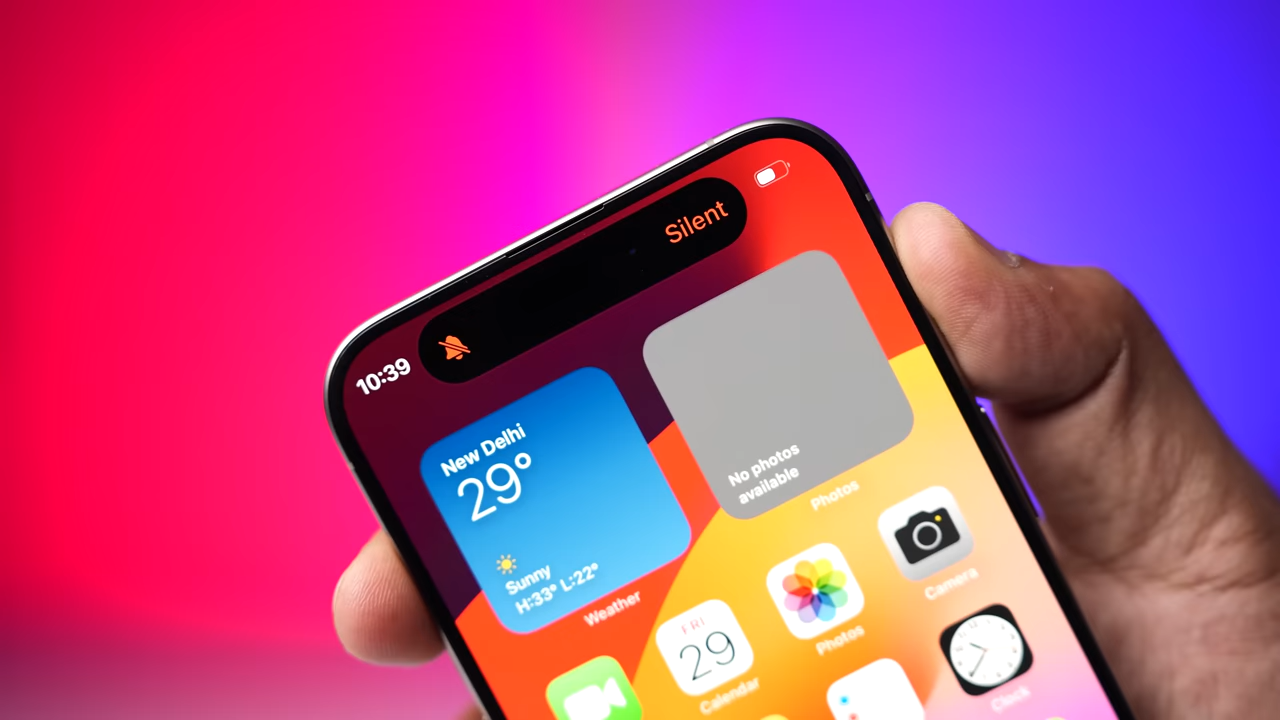 10:39
Silent
New Delhi
29°
Sunny
H:33° L:22°
Weather
No photos
available
Photos
FRI
29
Calendar
Photos
Camera
Clock